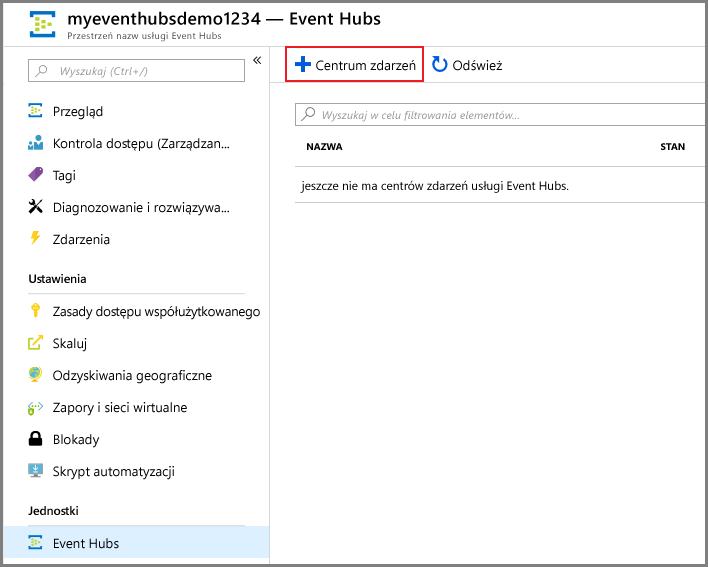 myeventhubsdemo1234 — Event Hubs
Przestrzeń nazw usługi Event Hubs
Wyszukaj (Ctrl+/)
«
Przegląd
Kontrola dostępu (Zarządzan...
Tagi
Diagnozowanie i rozwiązywa...
Zdarzenia
Ustawienia
Zasady dostępu współużytkowanego
Skaluj
Odzyskiwania geograficzne
Zapory i sieci wirtualne
Blokady
Skrypt automatyzacji
Jednostki
Event Hubs
Centrum zdarzeń Odśwież
Wyszukaj w celu filtrowania elementów...
NAZWA STAN
jeszcze nie ma centrów zdarzeń usługi Event Hubs.